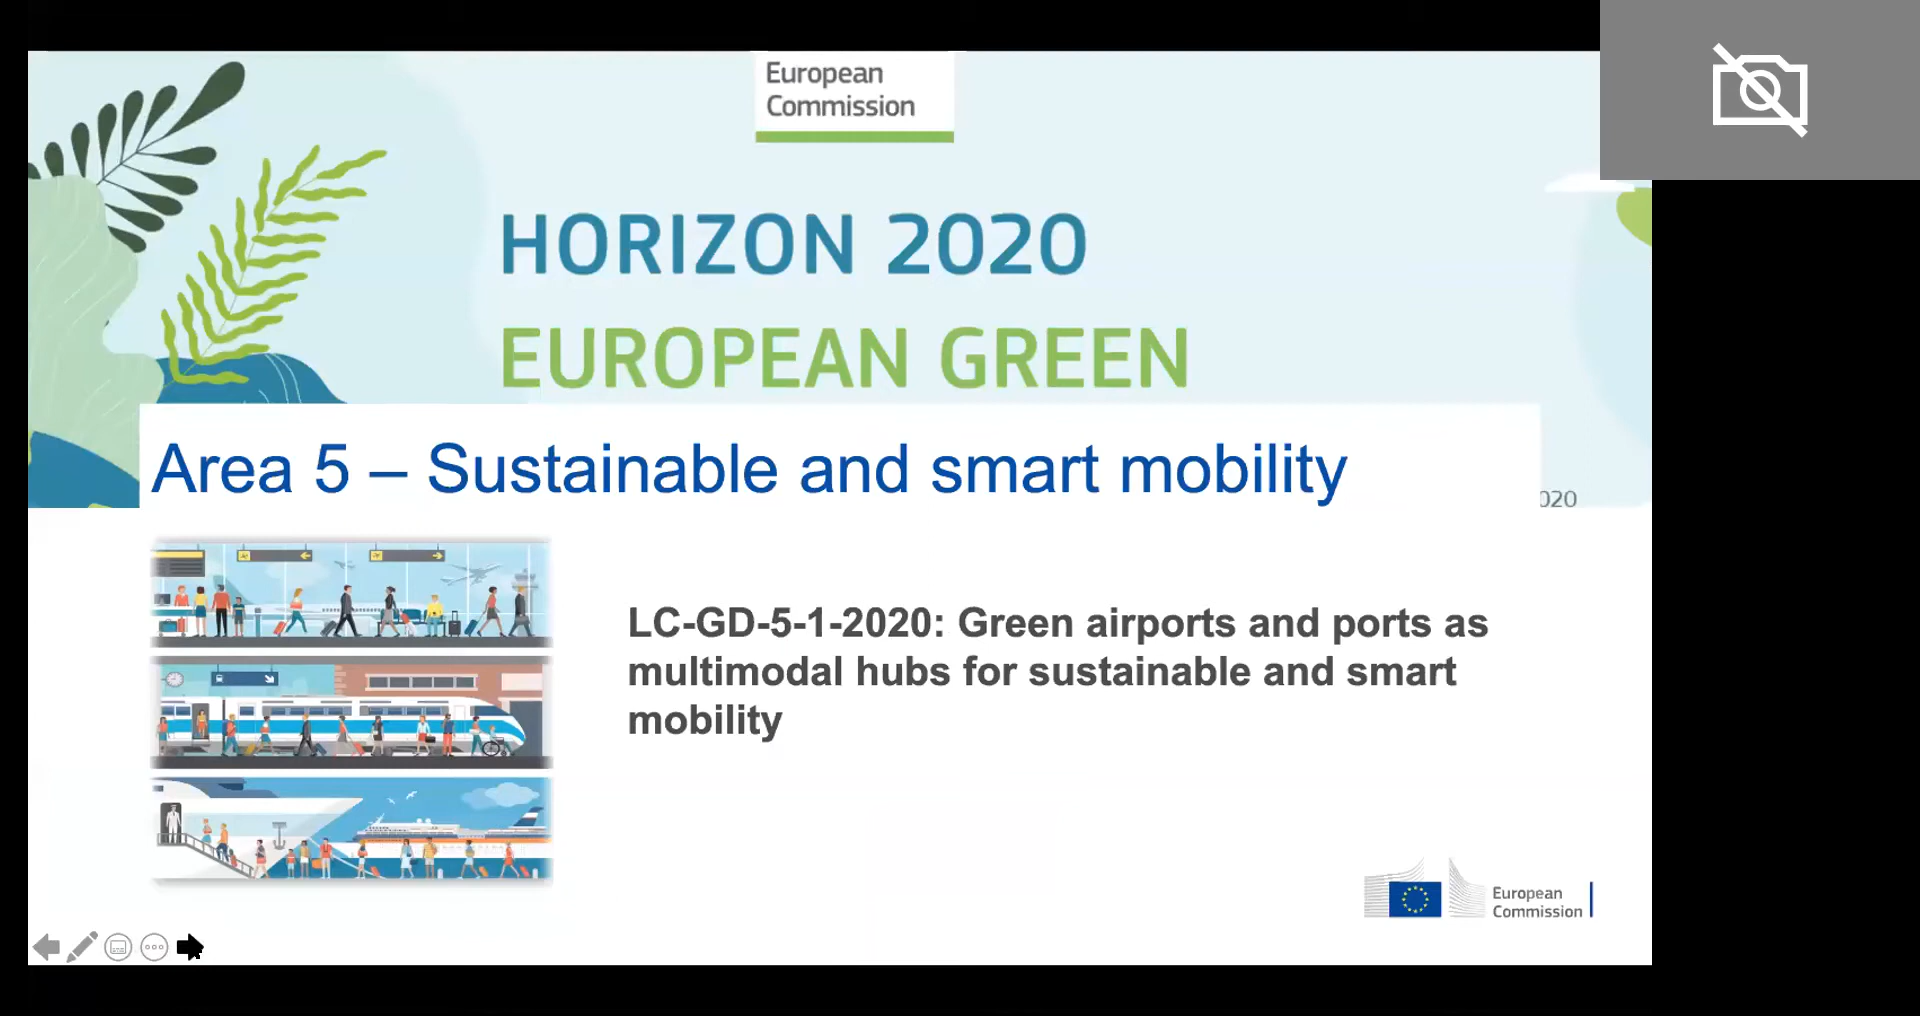 European
Commission
HORIZON 2020
EUROPEAN GREEN
Area 5 – Sustainable and smart mobility
020
LC-GD-5-1-2020: Green airports and ports as
multimodal hubs for sustainable and smart
mobility
European
Commission